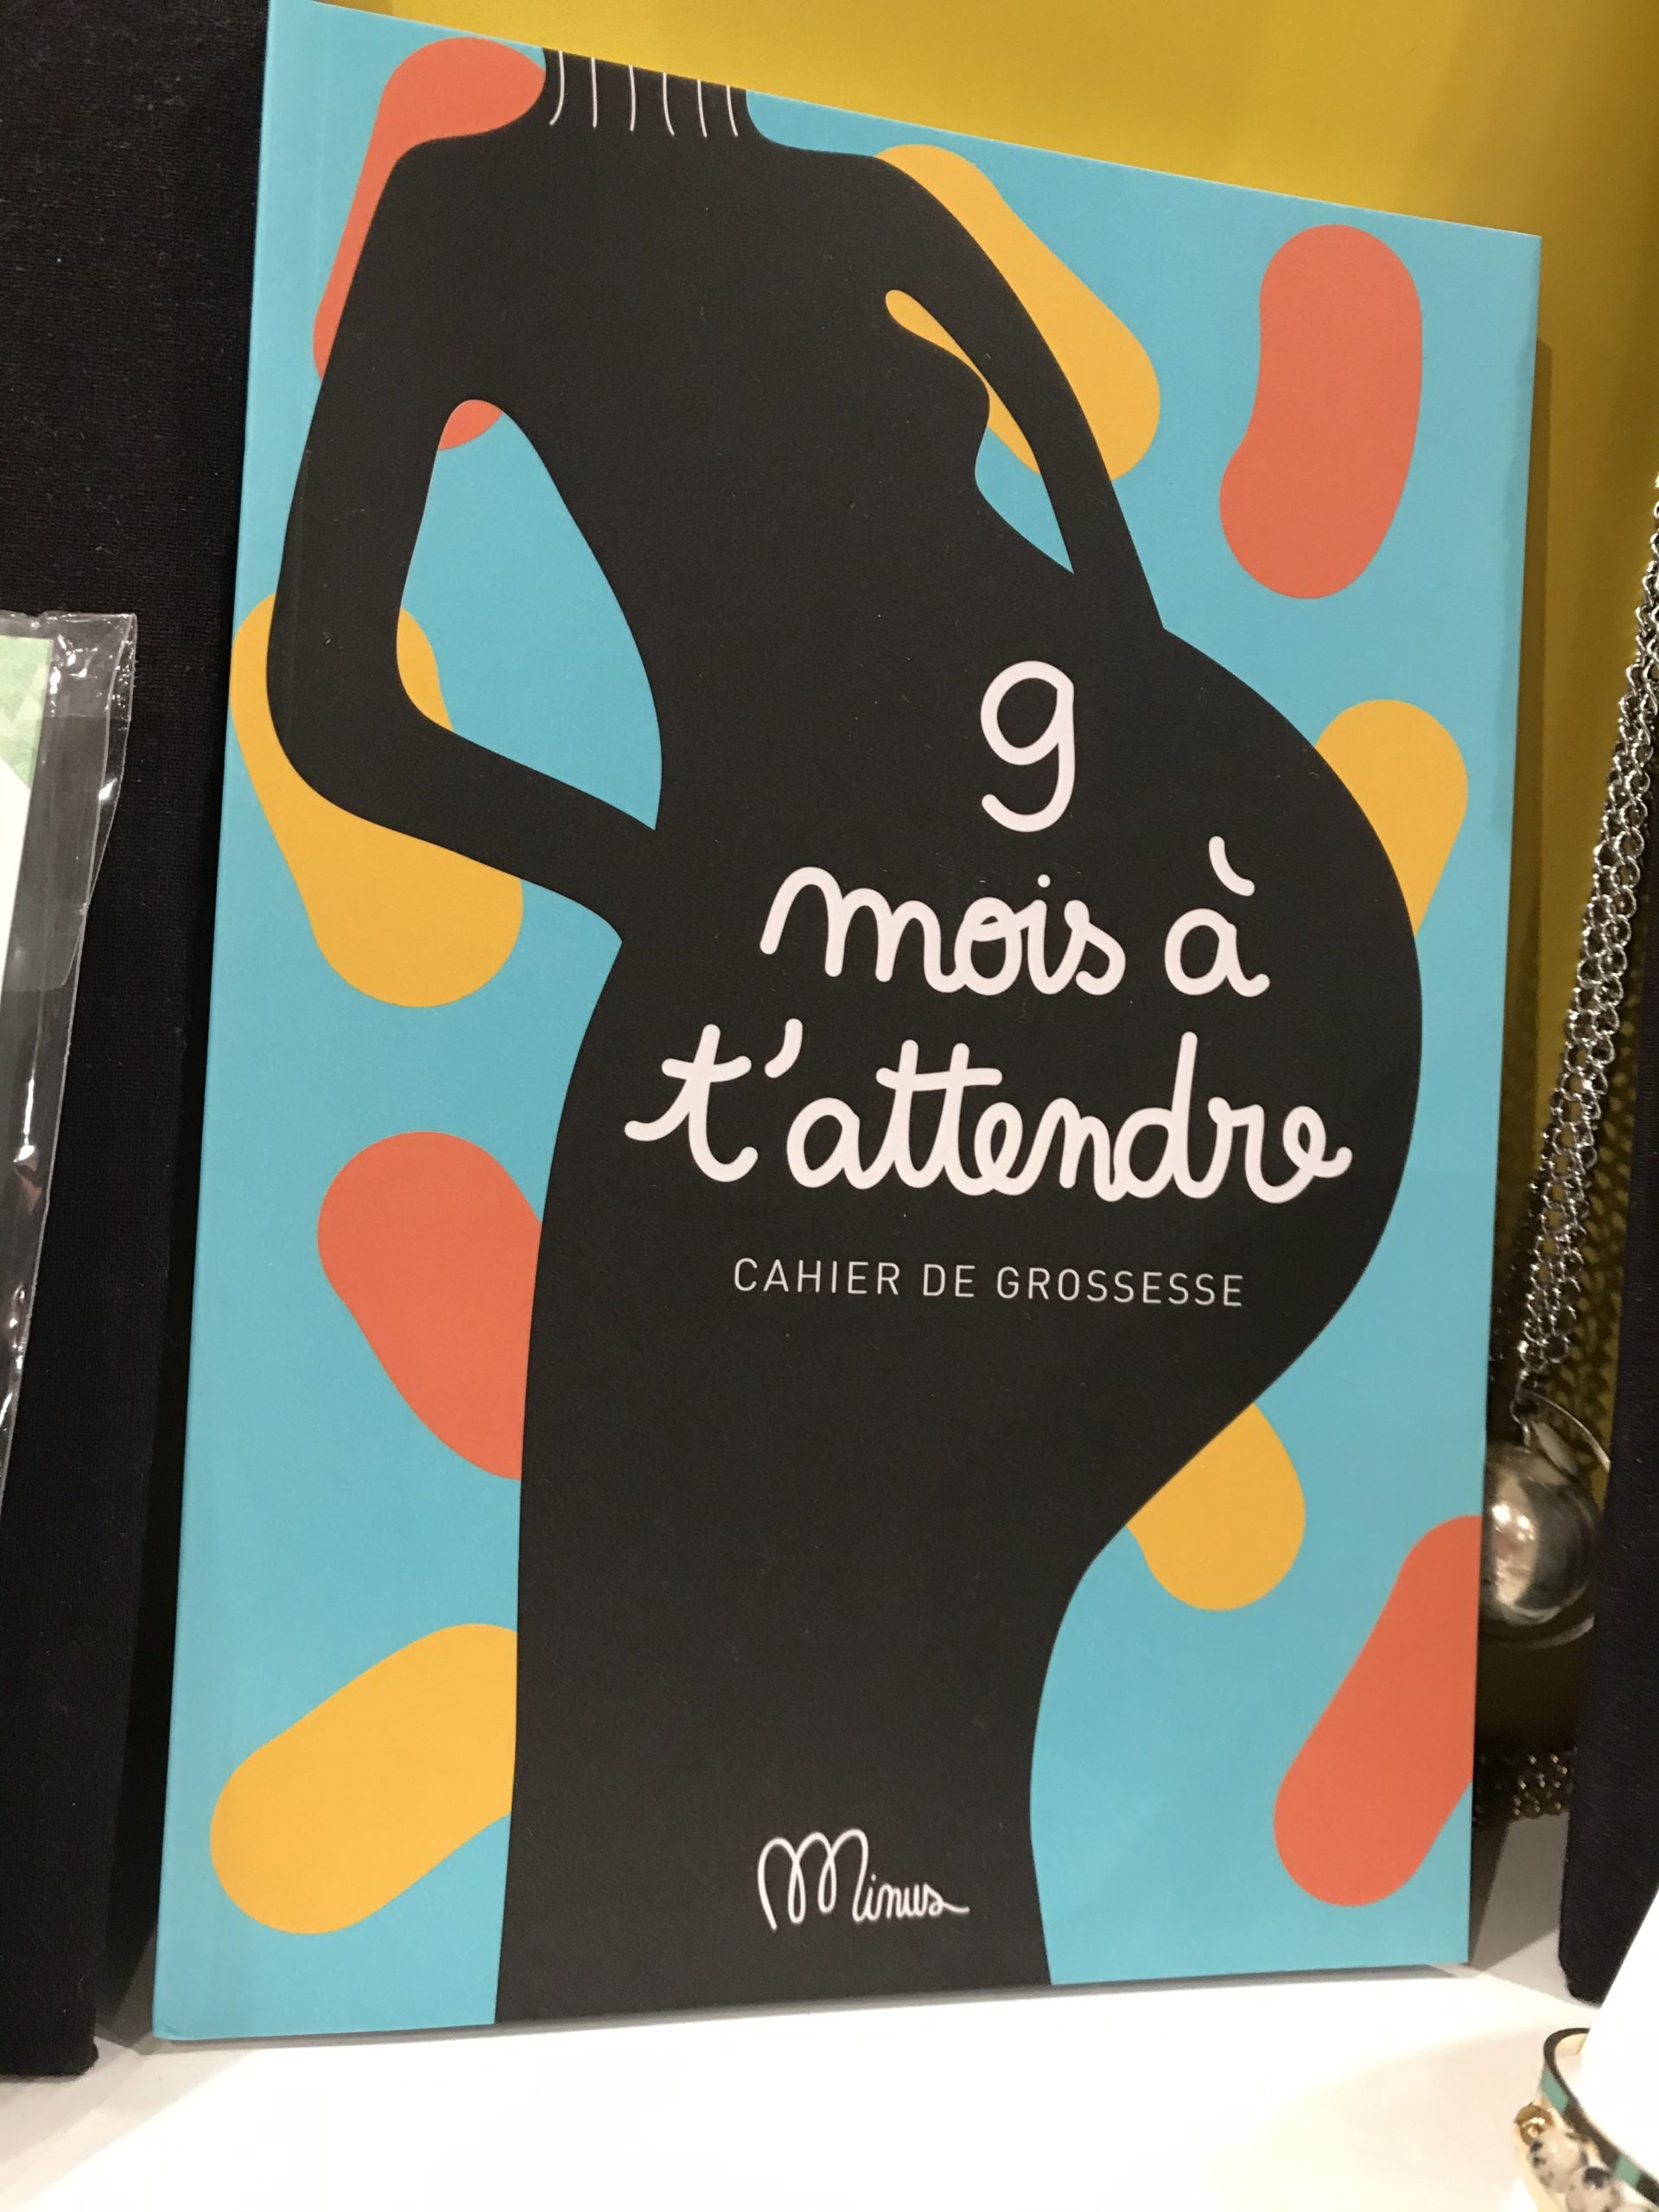 9
mois à
t'attendre
CAHIER DE GROSSESSE
Minus